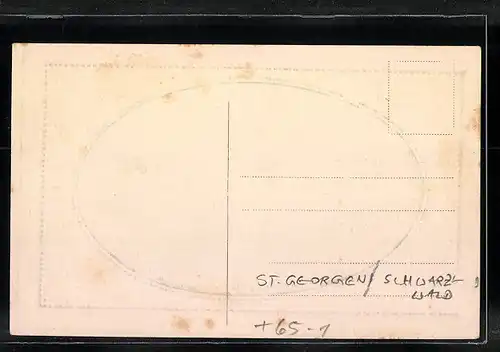 ST. GEORGEN/ SCHWARZ
WALD
+65-1